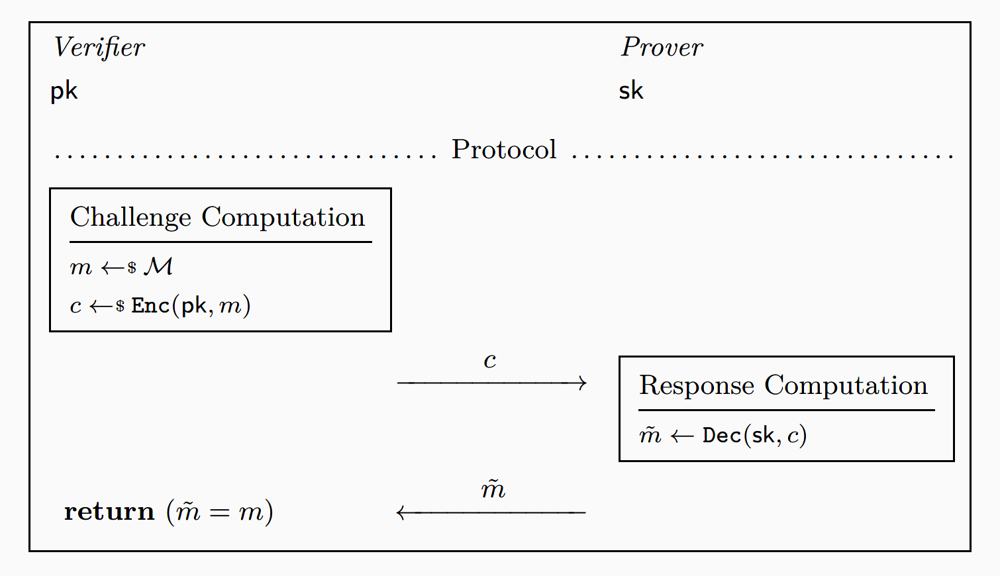 Verifier Prover
pk sk
.............................. Protocol ..............................
Challenge Computation
m ←$ ℳ
c ←$ Enc(pk, m)
c
Response Computation
m̃ ← Dec(sk, c)
m̃
return (m̃ = m)